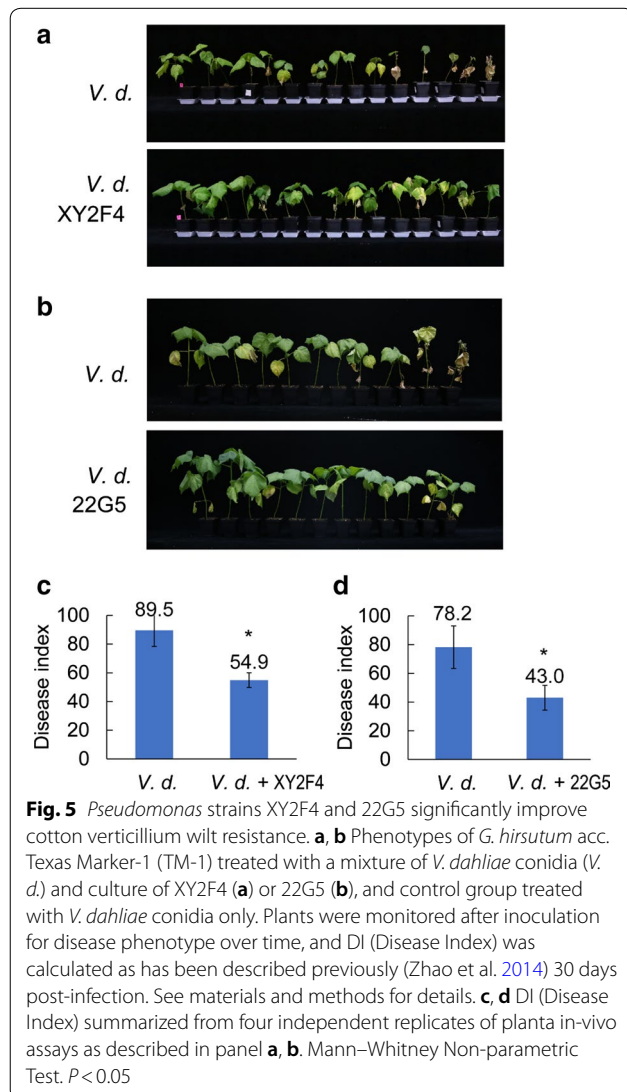 a
V. d.
V. d.
XY2F4
b
V. d.
V. d.
22G5
c
Disease index
100
80
60
40
20
0
89.5
*
54.9
V. d.
V. d. + XY2F4
d
Disease index
100
80
60
40
20
0
78.2
*
43.0
V. d.
V. d. + 22G5
Fig. 5 Pseudomonas strains XY2F4 and 22G5 significantly improve
cotton verticillium wilt resistance. a, b Phenotypes of G. hirsutum acc.
Texas Marker-1 (TM-1) treated with a mixture of V. dahliae conidia (V.
d.) and culture of XY2F4 (a) or 22G5 (b), and control group treated
with V. dahliae conidia only. Plants were monitored after inoculation
for disease phenotype over time, and DI (Disease Index) was
calculated as has been described previously (Zhao et al. 2014) 30 days
post-infection. See materials and methods for details. c, d DI (Disease
Index) summarized from four independent replicates of planta in-vivo
assays as described in panel a, b. Mann–Whitney Non-parametric
Test. P < 0.05